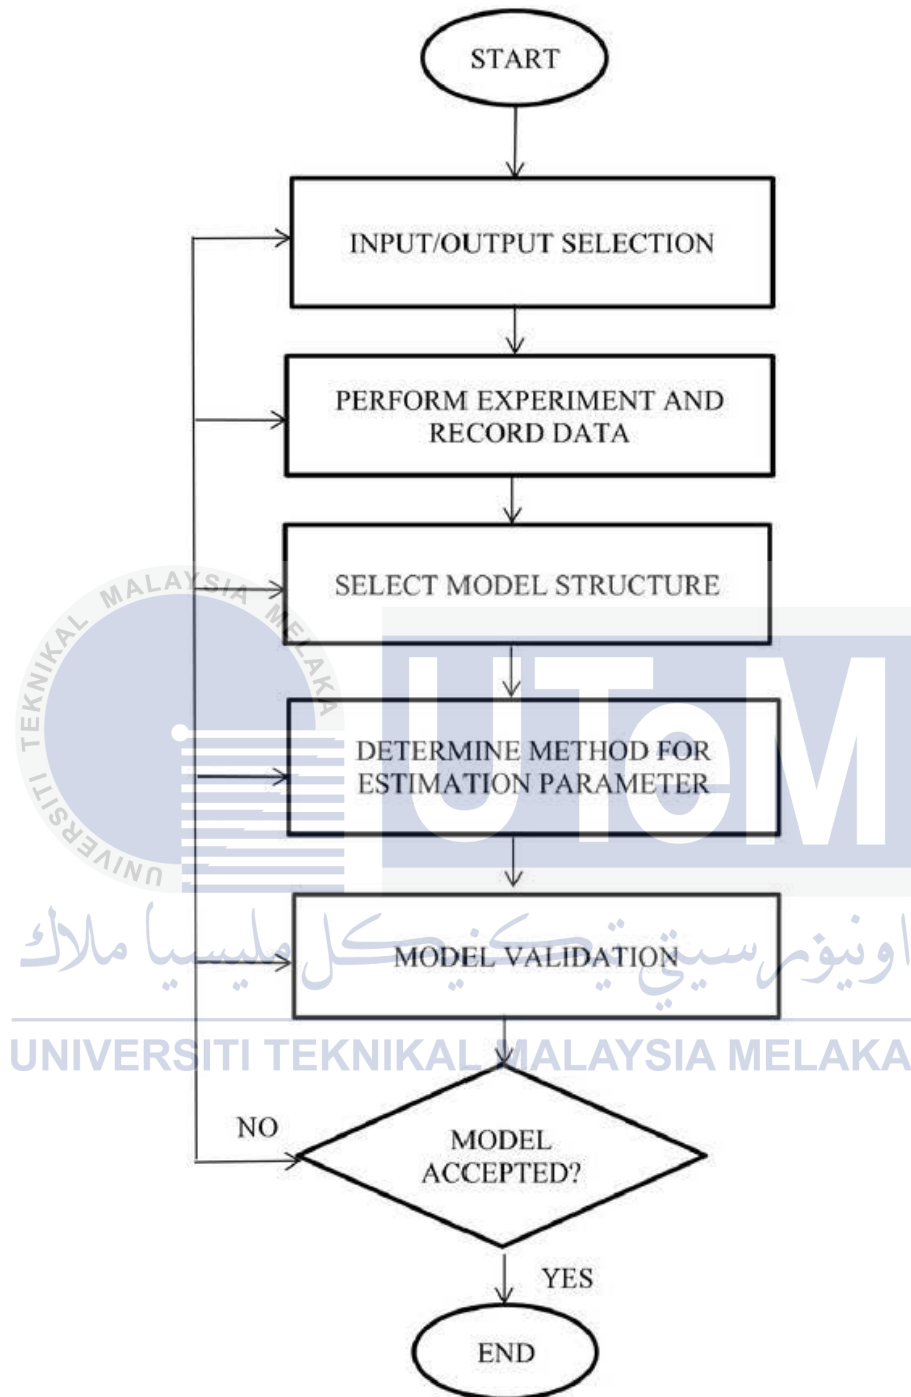 START
INPUT/OUTPUT SELECTION
PERFORM EXPERIMENT AND
RECORD DATA
SELECT MODEL STRUCTURE
DETERMINE METHOD FOR
ESTIMATION PARAMETER
MODEL VALIDATION
NO
MODEL
ACCEPTED?
YES
END
UNIVERSITI TEKNIKAL MALAYSIA MELAKA
UTeM
اونيۏرسيتي تيكنيكل مليسيا ملاك
UNIVERSITI TEKNIKAL MALAYSIA MELAKA